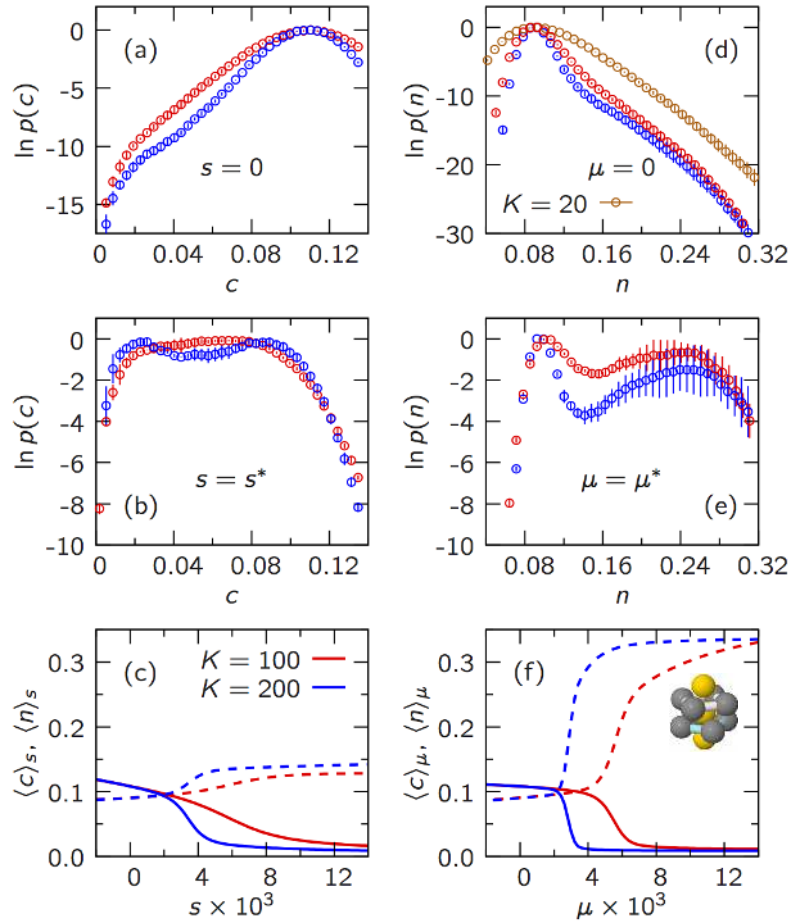 (a)
ln p(c)
0
-5
-10
-15
s = 0
0
0.04
0.08
0.12
c
(d)
ln p(n)
0
-10
-20
-30
μ = 0
K = 20
0.08
0.16
0.24
0.32
n
(b)
ln p(c)
0
-2
-4
-6
-8
-10
s = s*
0
0.04
0.08
0.12
c
(e)
ln p(n)
0
-2
-4
-6
-8
-10
μ = μ*
0.08
0.16
0.24
0.32
n
(c)
⟨c⟩s, ⟨n⟩s
0.3
0.2
0.1
0.0
K = 100
K = 200
0
4
8
12
s × 10³
(f)
⟨c⟩μ, ⟨n⟩μ
0.3
0.2
0.1
0.0
0
4
8
12
μ × 10³